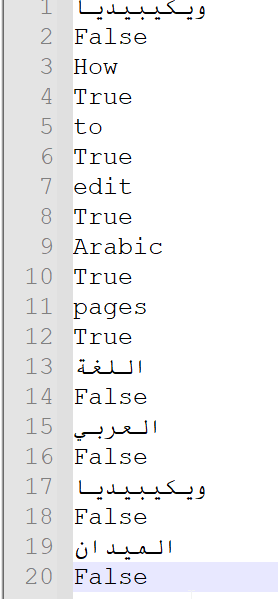 1 ويكيبيديا
2 False
3 How
4 True
5 to
6 True
7 edit
8 True
9 Arabic
10 True
11 pages
12 True
13 اللغة
14 False
15 العربي
16 False
17 ويكيبيديا
18 False
19 الميدان
20 False